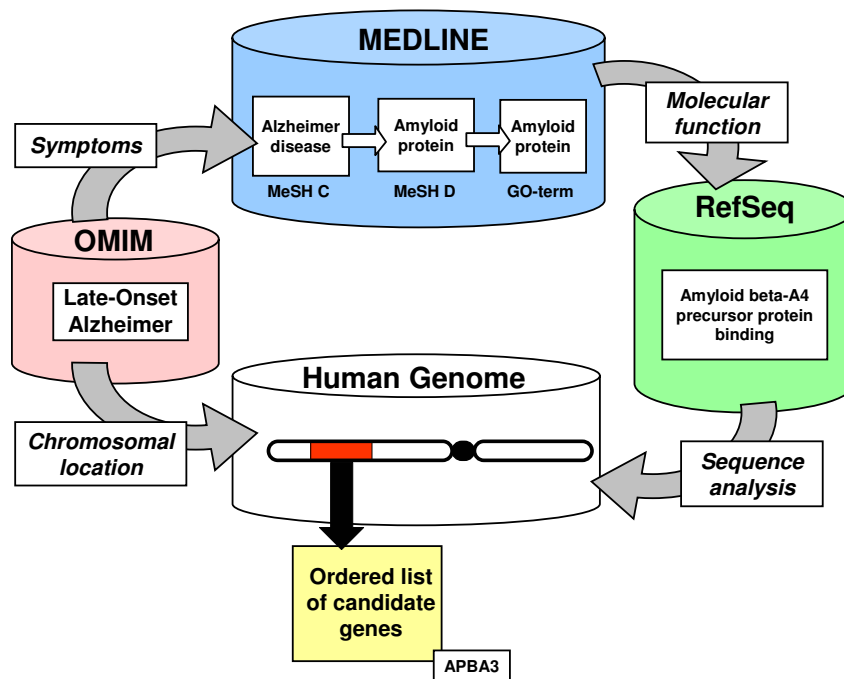 MEDLINE
Alzheimer
disease
Amyloid
protein
Amyloid
protein
MeSH C
MeSH D
GO-term
Symptoms
Molecular
function
OMIM
Late-Onset
Alzheimer
RefSeq
Amyloid beta-A4
precursor protein
binding
Human Genome
Chromosomal
location
Sequence
analysis
Ordered list
of candidate
genes
APBA3